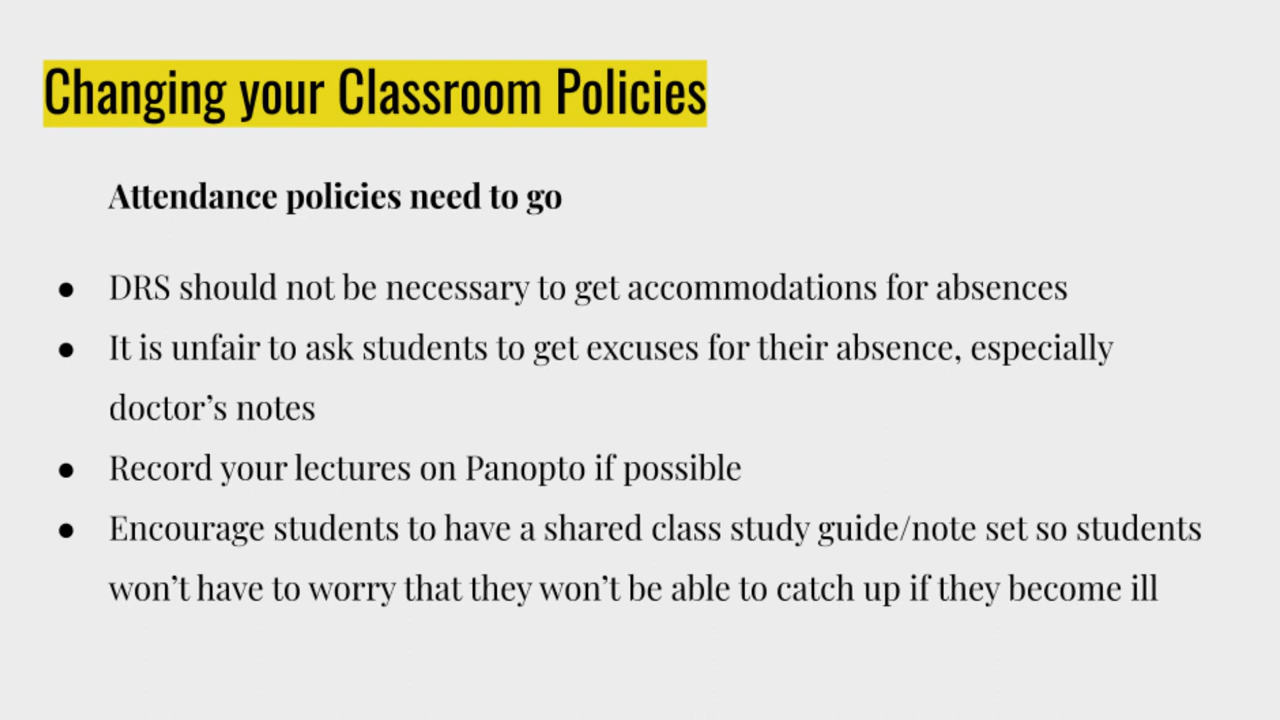 Changing your Classroom Policies
Attendance policies need to go
● DRS should not be necessary to get accommodations for absences
● It is unfair to ask students to get excuses for their absence, especially
doctor’s notes
● Record your lectures on Panopto if possible
● Encourage students to have a shared class study guide/note set so students
won’t have to worry that they won’t be able to catch up if they become ill